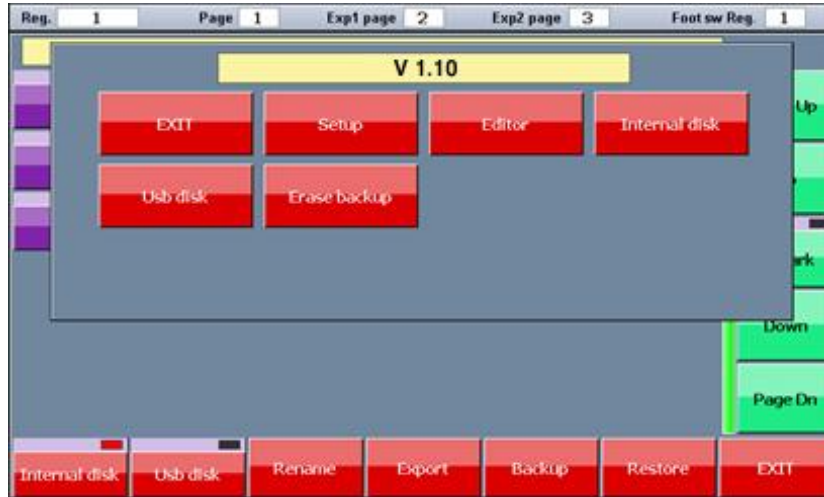 Reg. 1 Page 1 Exp1 page 2 Exp2 page 3 Foot sw Reg. 1
V 1.10
EXIT Setup Editor Internal disk
Up
Usb disk Erase backup
Down
Page Dn
Internal disk Usb disk Rename Export Backup Restore EXIT